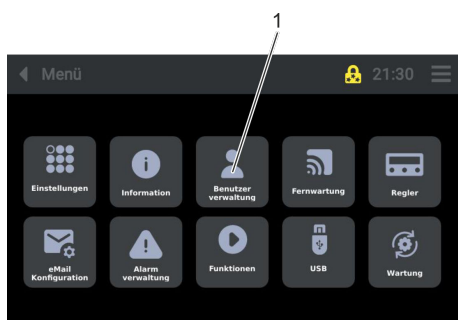 1
Menü 21:30
Einstellungen Information Benutzer verwaltung Fernwartung Regler
eMail Konfiguration Alarm verwaltung Funktionen USB Wartung